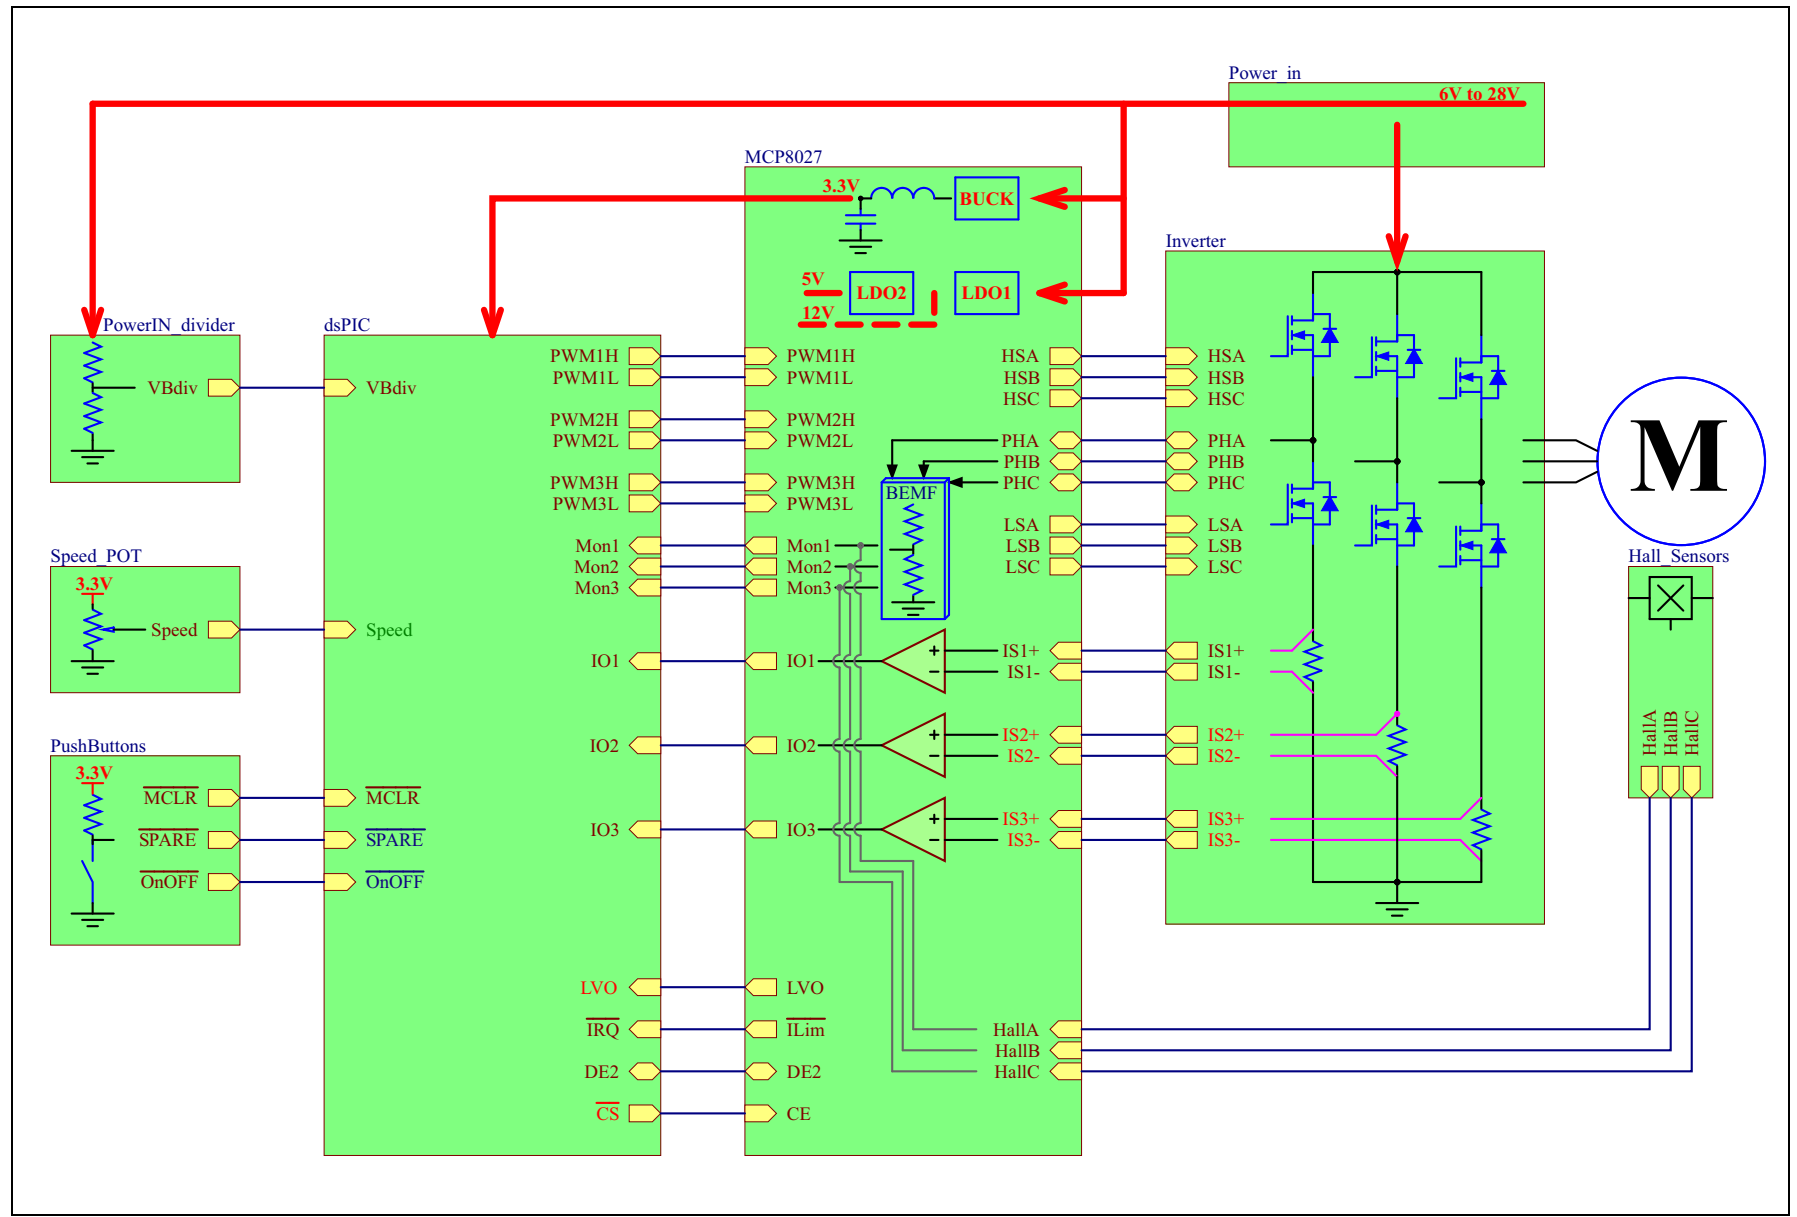 Power_in
6V to 28V
MCP8027
3.3V
BUCK
5V
LDO2
LDO1
12V
PWM1H
PWM1L
PWM2H
PWM2L
PWM3H
PWM3L
Mon1
Mon2
Mon3
BEMF
IO1
IO2
IO3
LVO
ILim
DE2
CE
HSA
HSB
HSC
PHA
PHB
PHC
LSA
LSB
LSC
IS1+
IS1-
IS2+
IS2-
IS3+
IS3-
HallA
HallB
HallC
+
−
+
−
+
−
Inverter
HSA
HSB
HSC
PHA
PHB
PHC
LSA
LSB
LSC
IS1+
IS1-
IS2+
IS2-
IS3+
IS3-
M
Hall_Sensors
HallA
HallB
HallC
PowerIN_divider
VBdiv
dsPIC
VBdiv
Speed
MCLR
SPARE
OnOFF
PWM1H
PWM1L
PWM2H
PWM2L
PWM3H
PWM3L
Mon1
Mon2
Mon3
IO1
IO2
IO3
LVO
IRQ
DE2
CS
Speed_POT
3.3V
Speed
PushButtons
3.3V
MCLR
SPARE
OnOFF